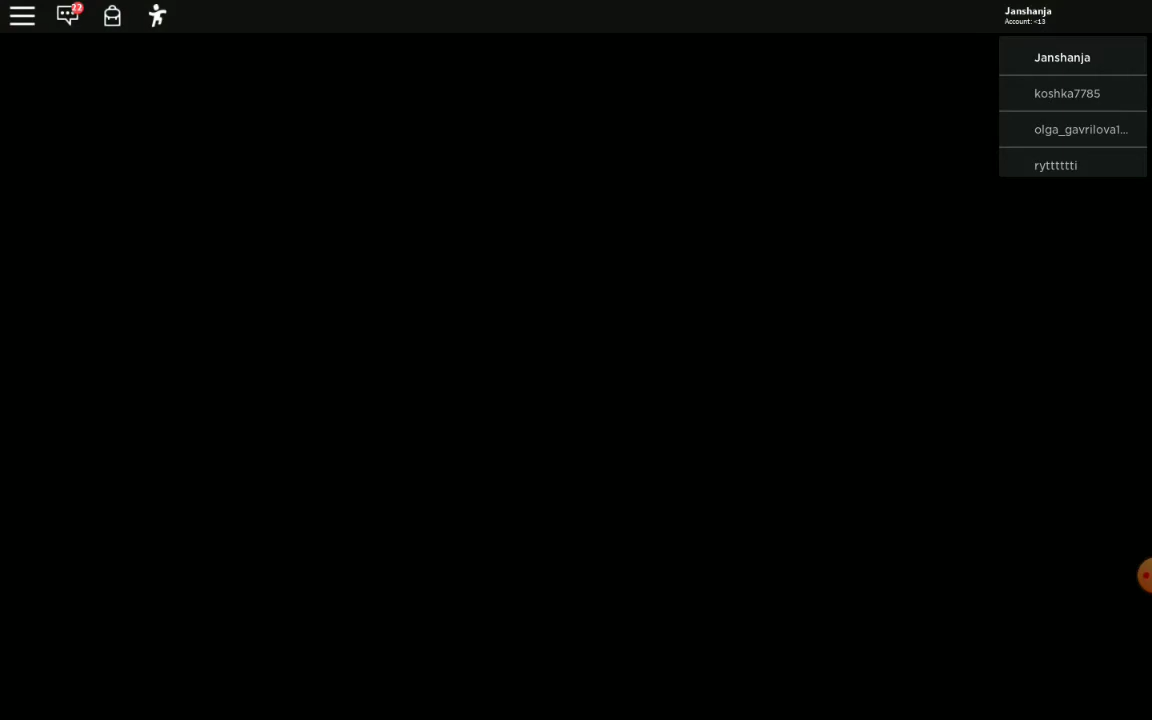 22
Janshanja
Account: <13
Janshanja
koshka7785
olga_gavrilova1...
rytttttti